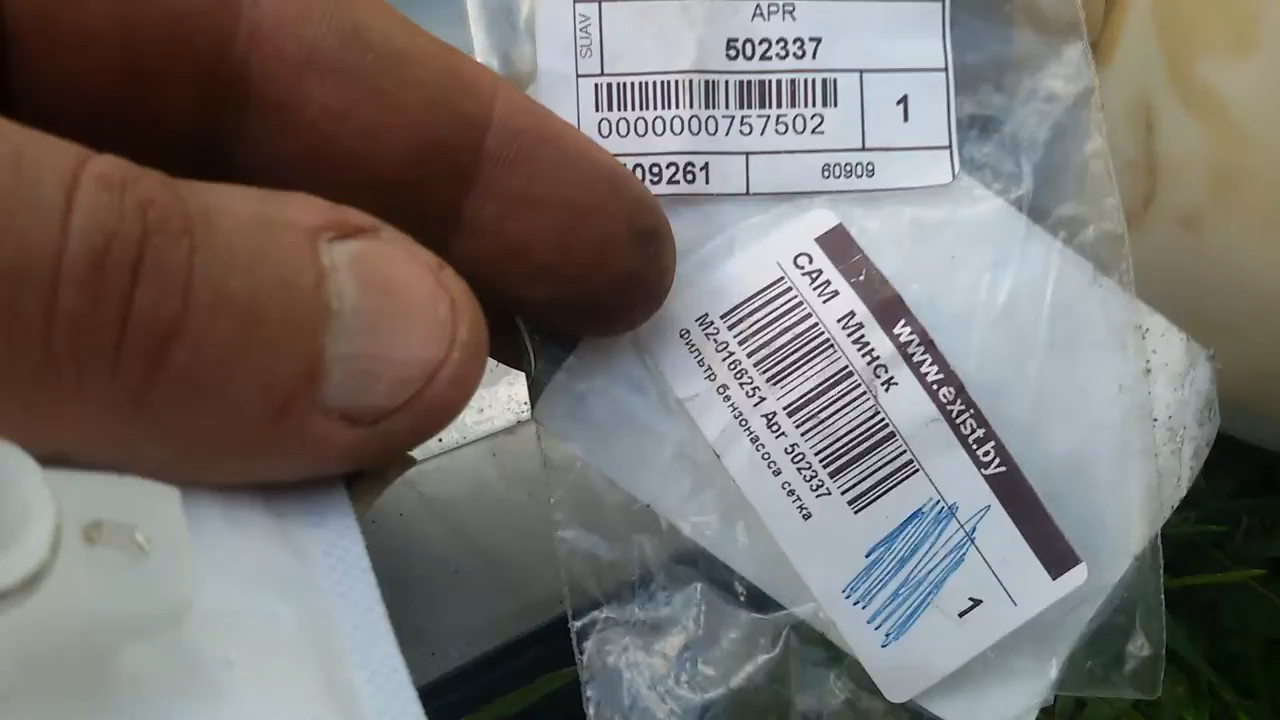 SUAV
APR
502337
0000000757502
1
09261
60909
www.exist.by
САМ Минск
M2-0166251 Apr 502337
Фильтр бензонасоса сетка
1